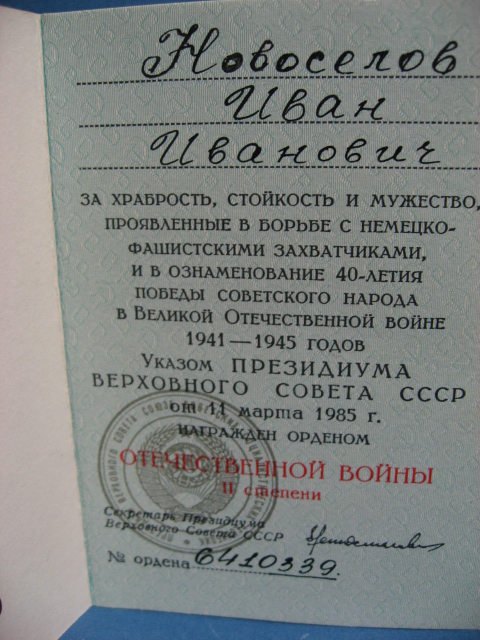 Новоселов
Иван
Иванович
ЗА ХРАБРОСТЬ, СТОЙКОСТЬ И МУЖЕСТВО,
ПРОЯВЛЕННЫЕ В БОРЬБЕ С НЕМЕЦКО-
ФАШИСТСКИМИ ЗАХВАТЧИКАМИ,
И В ОЗНАМЕНОВАНИЕ 40-ЛЕТИЯ
ПОБЕДЫ СОВЕТСКОГО НАРОДА
В ВЕЛИКОЙ ОТЕЧЕСТВЕННОЙ ВОЙНЕ
1941—1945 ГОДОВ
УКАЗОМ ПРЕЗИДИУМА
ВЕРХОВНОГО СОВЕТА СССР
от 11 марта 1985 г.
НАГРАЖДЕН ОРДЕНОМ
ОТЕЧЕСТВЕННОЙ ВОЙНЫ
II степени
Секретарь Президиума
Верховного Совета СССР
№ ордена 6410339.